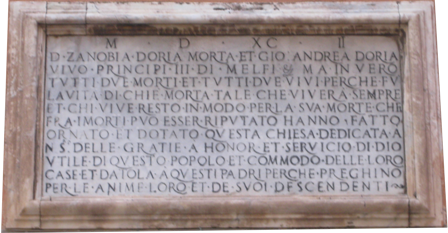 M D XC II
D· ZANOBIA· DORIA MORTA· ET· GIO· ANDREA DORIA
VIVO· PRINCIPI· III· DI· MELFI MA IN VERO
TVTTI DVE MORTI· ET TVTTI· DVE VIVI PERCHE FV
LAVITA DI CHI E· MORTA· TALE CHE VIVERA SEMPRE
ET· CHI VIVE RESTO IN MODO PER LA SVA MORTE CHE
FRA I MORTI PVO ESSER RIPVTATO HANNO FATTO
ORNATO· ET DOTATO QVESTA CHIESA DEDICATA A
N S DELLE GRATIE· A HONOR ET SERVICIO DI DIO
VTILE DI QVESTO POPOLO ET COMMODO DELLE LORO
CASE ET DATOLA A QVESTI PADRI PERCHE PREGHINO
PER LE ANIME LORO ET DE SVOI DESCENDENTI